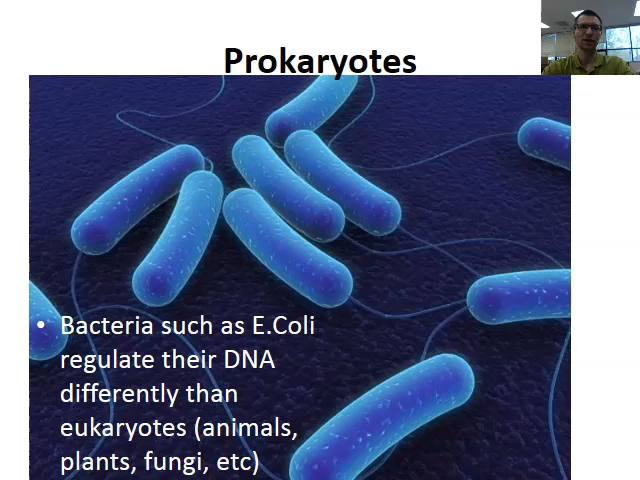 Prokaryotes
• Bacteria such as E.Coli
regulate their DNA
differently than
eukaryotes (animals,
plants, fungi, etc)